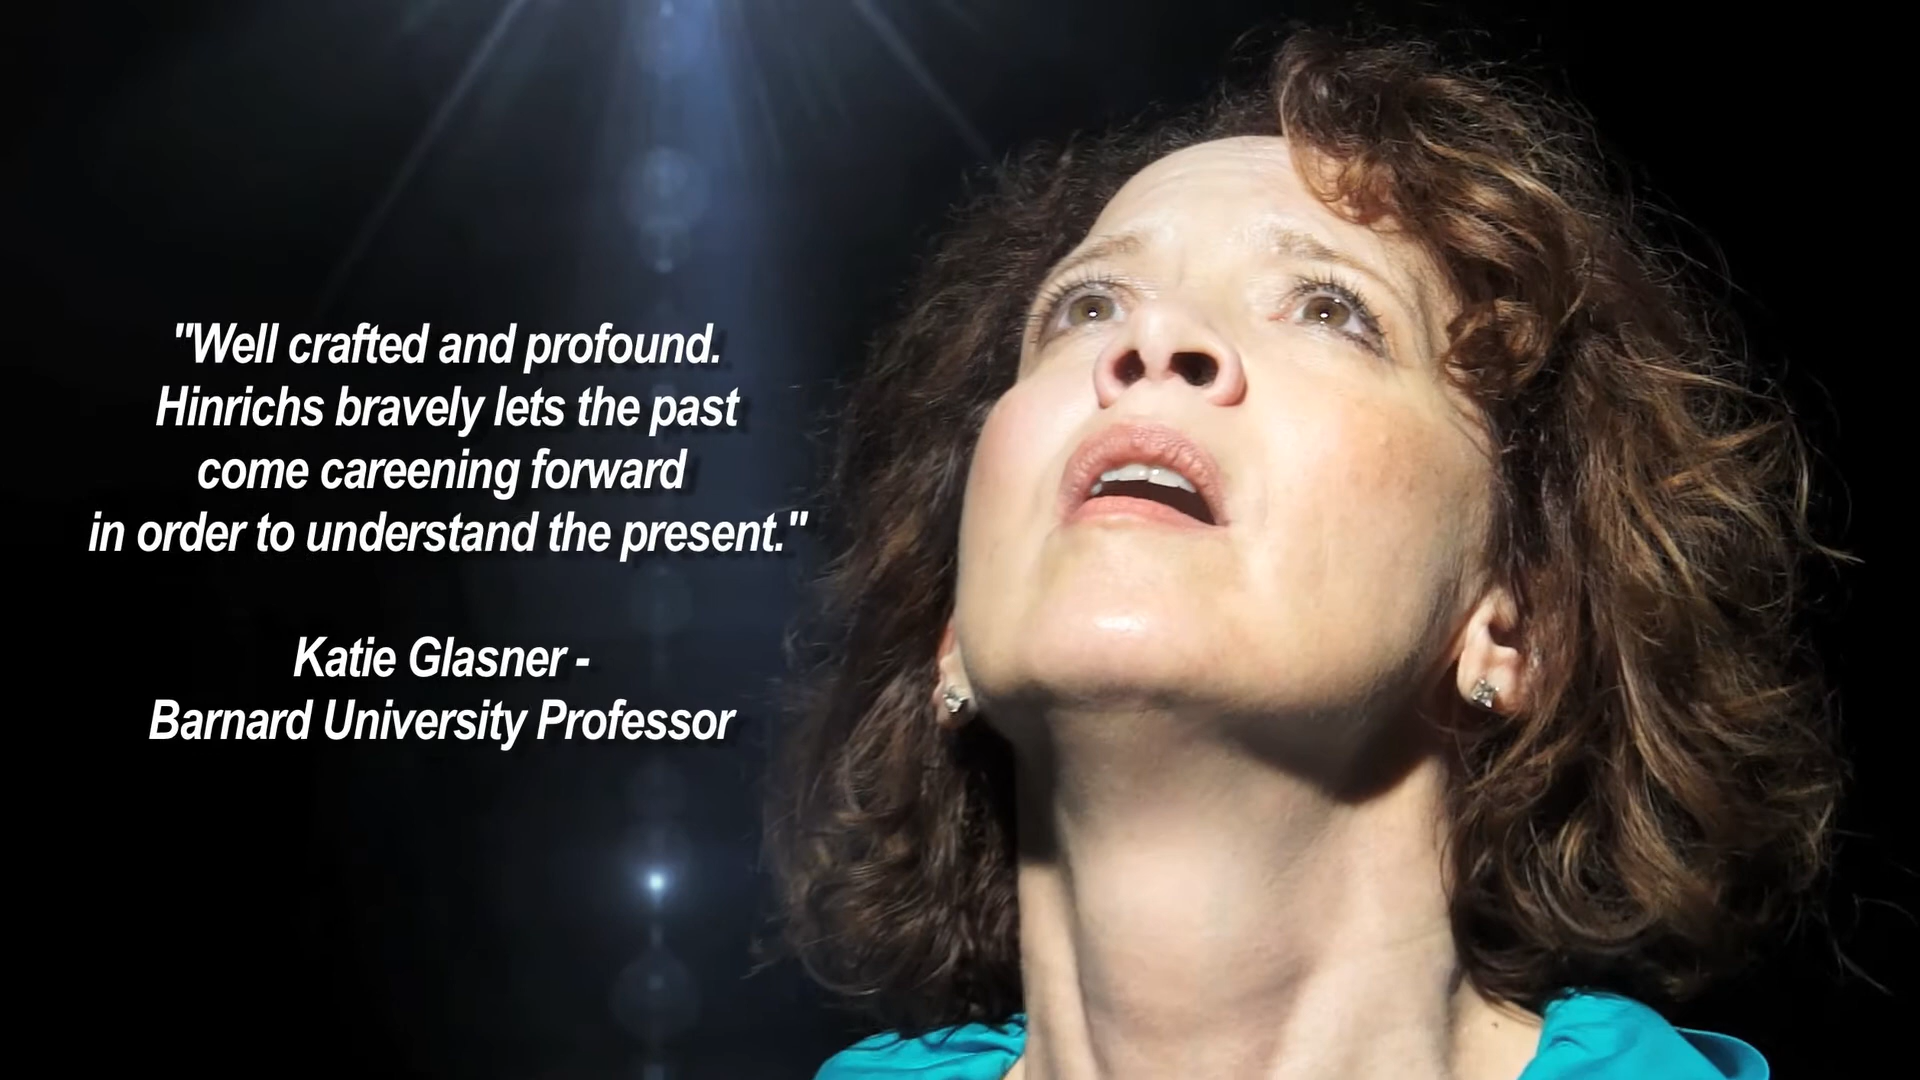 "Well crafted and profound.
Hinrichs bravely lets the past
come careening forward
in order to understand the present."
Katie Glasner -
Barnard University Professor